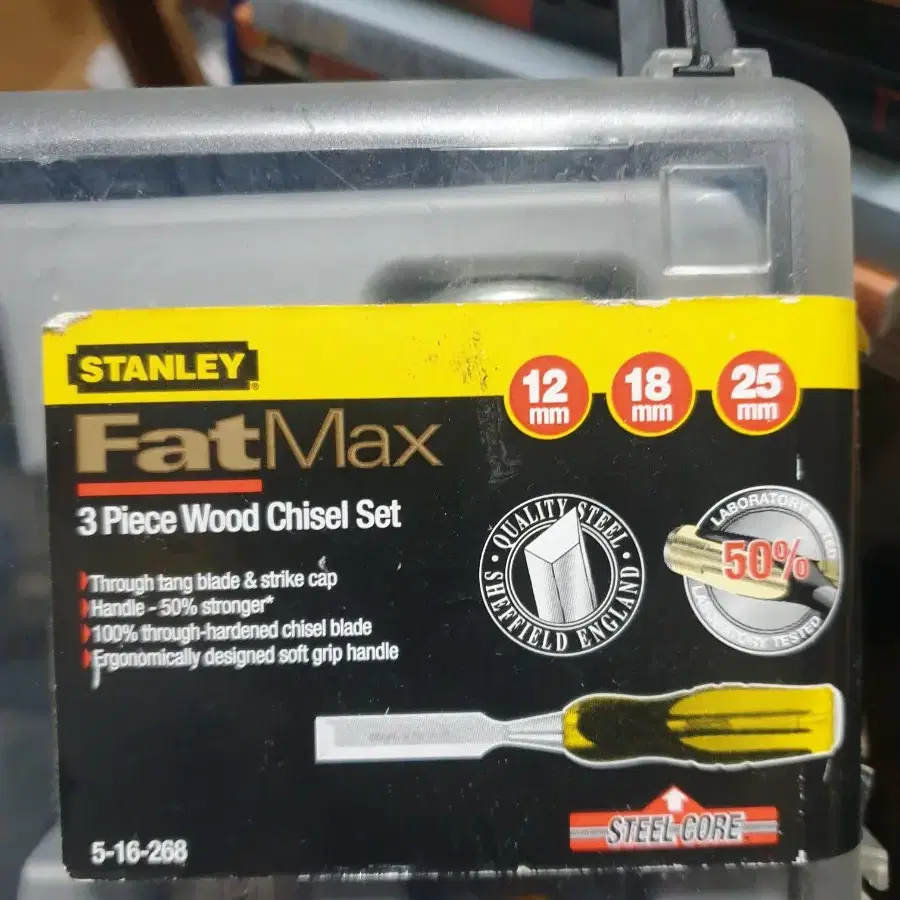 STANLEY®
12 mm
18 mm
25 mm
FatMax
3 Piece Wood Chisel Set
Through tang blade & strike cap
Handle - 50% stronger*
100% through-hardened chisel blade
Ergonomically designed soft grip handle
QUALITY STEEL
SHEFFIELD ENGLAND
LABORATORY TESTED
50%
LABORATORY TESTED
STEEL CORE
5-16-268